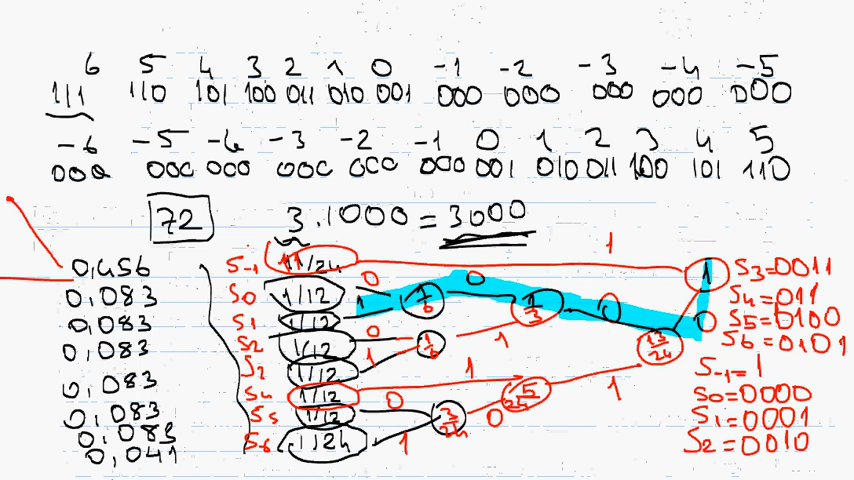 6 5 4 3 2 1 0 -1 -2 -3 -4 -5
111 110 101 100 011 010 001 000 000 000 000 000
-6 -5 -4 -3 -2 -1 0 1 2 3 4 5
000 000 000 000 000 000 001 010 011 100 101 110
72 3.1000 = 3000
0,456
0,083
0,083
0,083
0,083
0,083
0,083
0,041
S-1 11/24 1 1
S0 1/12 0 0
S1 1/12 1 1/6 1/3 0 0
S2 1/12 0 1/6 1 13/24
S3 1/12 1
S4 1/12 1 5/24 1
S5 1/12 0 3/24 0
S6 1/24 1
S3=0011
S4=011
S5=0100
S6=0101
S-1=1
S0=0000
S1=0001
S2=0010